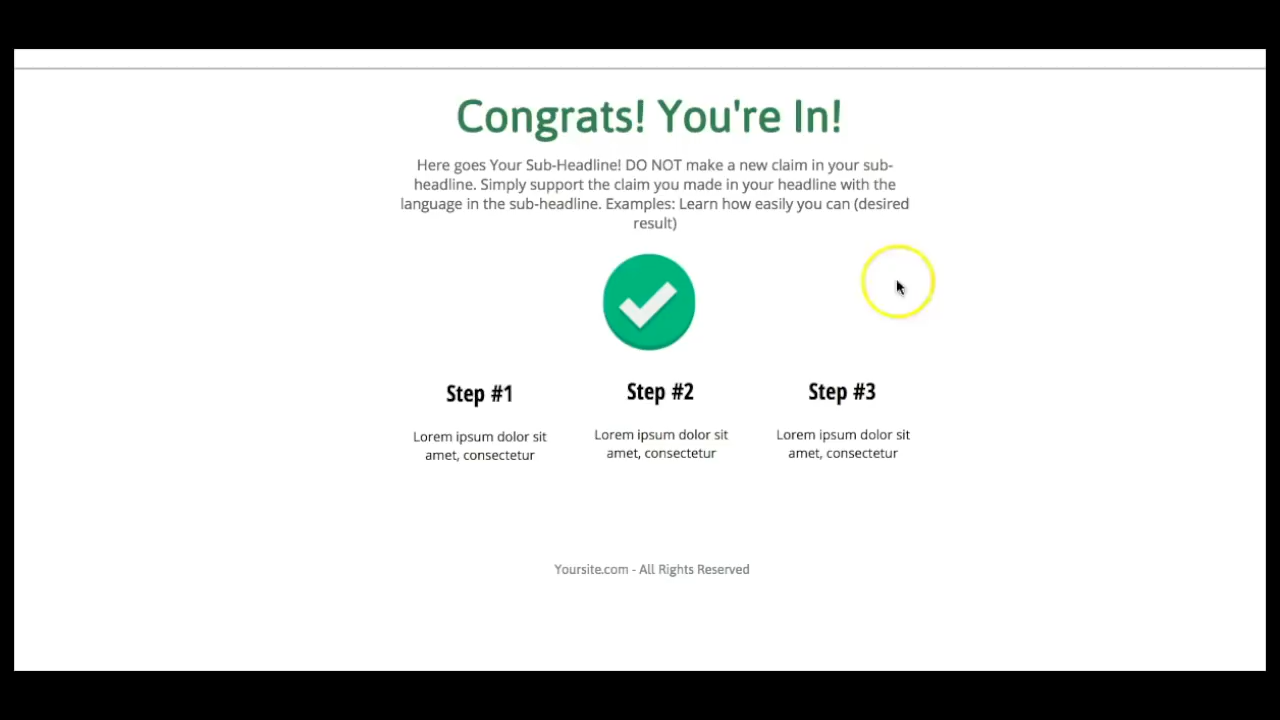 Congrats! You're In!
Here goes Your Sub-Headline! DO NOT make a new claim in your sub-
headline. Simply support the claim you made in your headline with the
language in the sub-headline. Examples: Learn how easily you can (desired
result)
Step #1
Lorem ipsum dolor sit
amet, consectetur
Step #2
Lorem ipsum dolor sit
amet, consectetur
Step #3
Lorem ipsum dolor sit
amet, consectetur
Yoursite.com - All Rights Reserved